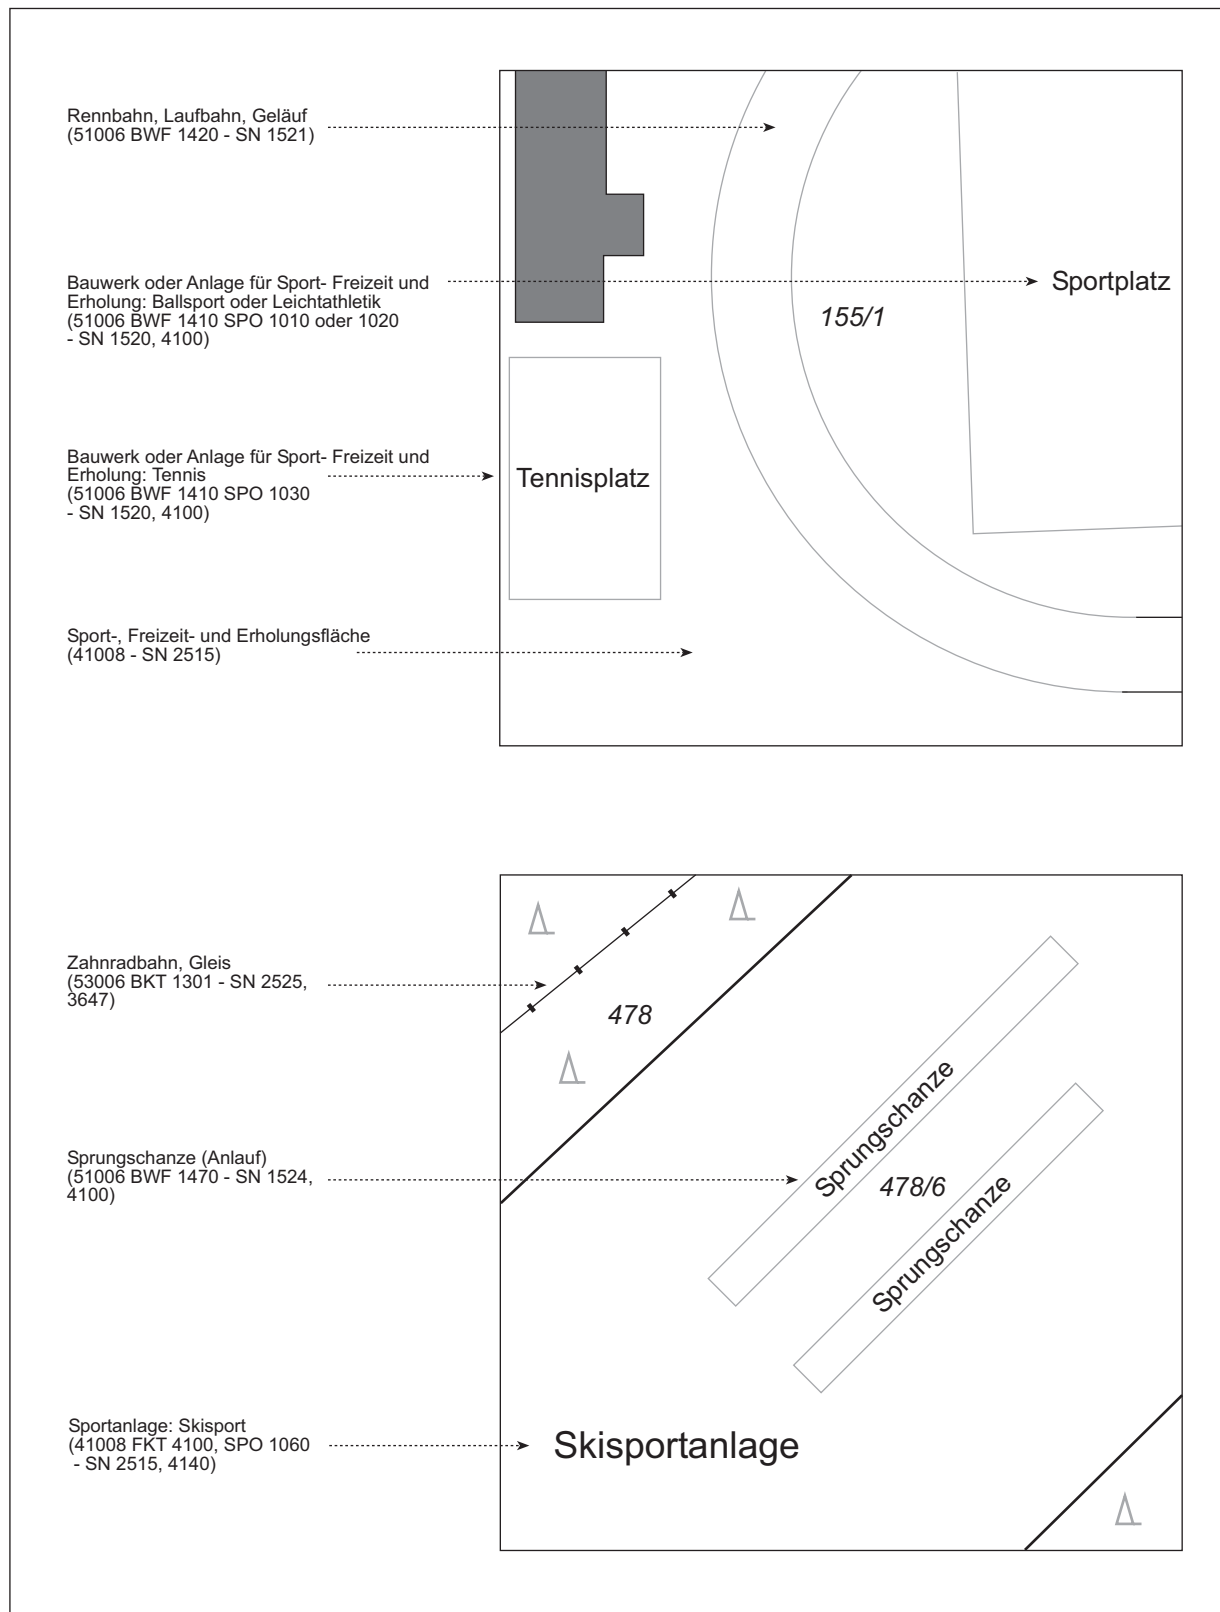 Rennbahn, Laufbahn, Geläuf
(51006 BWF 1420 - SN 1521)
Bauwerk oder Anlage für Sport- Freizeit und
Erholung: Ballsport oder Leichtathletik
(51006 BWF 1410 SPO 1010 oder 1020
- SN 1520, 4100)
Sportplatz
155/1
Bauwerk oder Anlage für Sport- Freizeit und
Erholung: Tennis
(51006 BWF 1410 SPO 1030
- SN 1520, 4100)
Tennisplatz
Sport-, Freizeit- und Erholungsfläche
(41008 - SN 2515)
Zahnradbahn, Gleis
(53006 BKT 1301 - SN 2525,
3647)
478
Sprungschanze (Anlauf)
(51006 BWF 1470 - SN 1524,
4100)
Sprungschanze
478/6
Sprungschanze
Sportanlage: Skisport
(41008 FKT 4100, SPO 1060
- SN 2515, 4140)
Skisportanlage